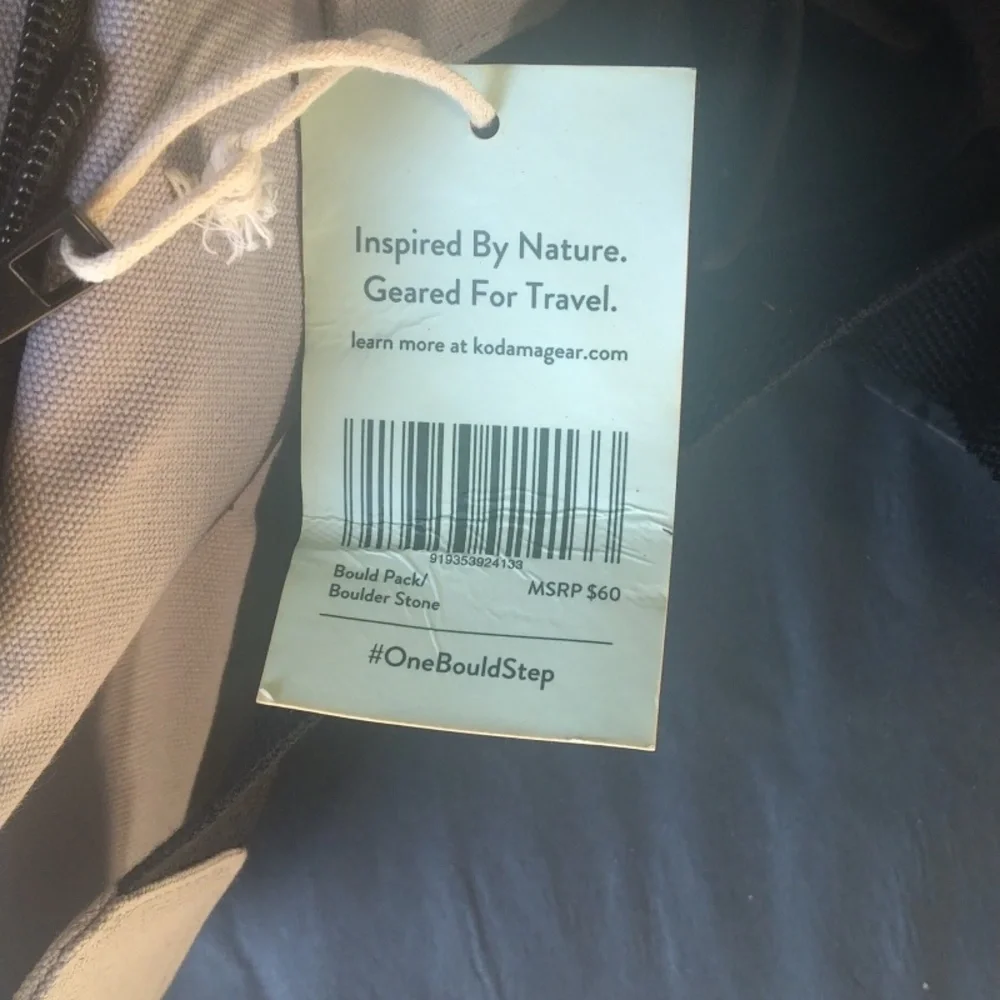 Inspired By Nature.
Geared For Travel.
learn more at kodamagear.com
919353924133
Bould Pack/
Boulder Stone
MSRP $60
#OneBouldStep